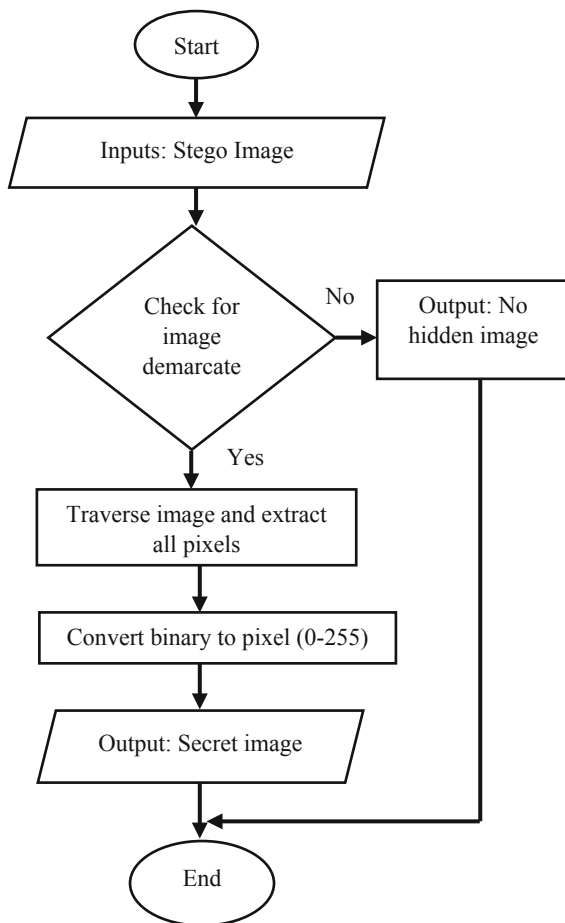 Start
Inputs: Stego Image
Check for
image
demarcate
No
Output: No
hidden image
Yes
Traverse image and extract
all pixels
Convert binary to pixel (0-255)
Output: Secret image
End